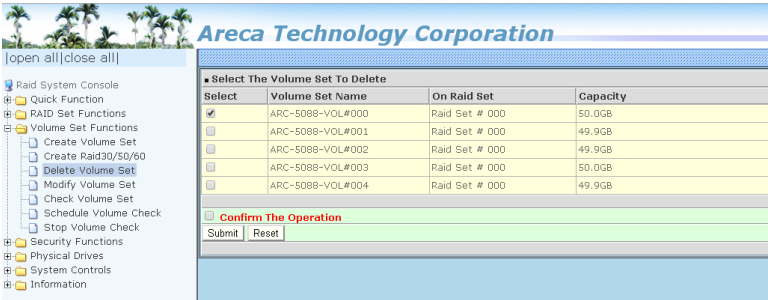 Areca Technology Corporation
|open all|close all|
Raid System Console
Quick Function
RAID Set Functions
Volume Set Functions
Create Volume Set
Create Raid30/50/60
Delete Volume Set
Modify Volume Set
Check Volume Set
Schedule Volume Check
Stop Volume Check
Security Functions
Physical Drives
System Controls
Information
Select The Volume Set To Delete
Select Volume Set Name On Raid Set Capacity
ARC-5088-VOL#000 Raid Set # 000 50.0GB
ARC-5088-VOL#001 Raid Set # 000 49.9GB
ARC-5088-VOL#002 Raid Set # 000 49.9GB
ARC-5088-VOL#003 Raid Set # 000 50.0GB
ARC-5088-VOL#004 Raid Set # 000 49.9GB
Confirm The Operation
Submit Reset